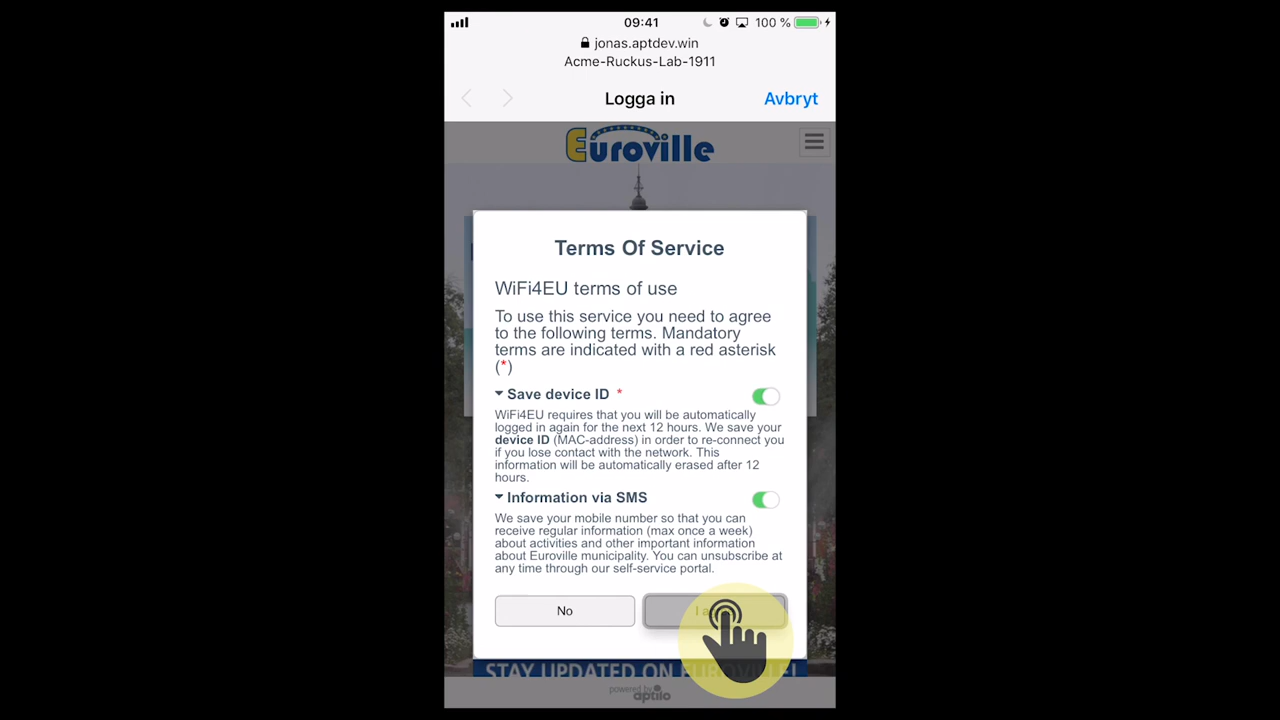 09:41
100 %
jonas.aptdev.win
Acme-Ruckus-Lab-1911
Logga in
Avbryt
Euroville
Terms Of Service
WiFi4EU terms of use
To use this service you need to agree
to the following terms. Mandatory
terms are indicated with a red asterisk
(*)
Save device ID *
WiFi4EU requires that you will be automatically
logged in again for the next 12 hours. We save your
device ID (MAC-address) in order to re-connect you
if you lose contact with the network. This
information will be automatically erased after 12
hours.
Information via SMS
We save your mobile number so that you can
receive regular information (max once a week)
about activities and other important information
about Euroville municipality. You can unsubscribe at
any time through our self-service portal.
No
I
STAY UPDATED ON EUROVILLE!
powered by
aptilo